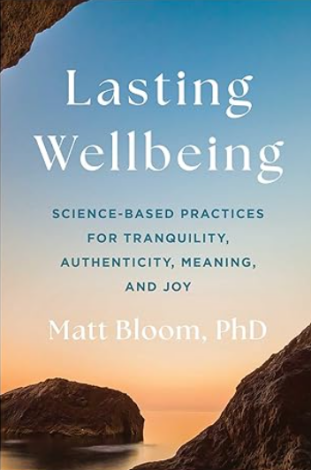 Lasting
Wellbeing
SCIENCE-BASED PRACTICES
FOR TRANQUILITY,
AUTHENTICITY, MEANING,
AND JOY
Matt Bloom, PhD